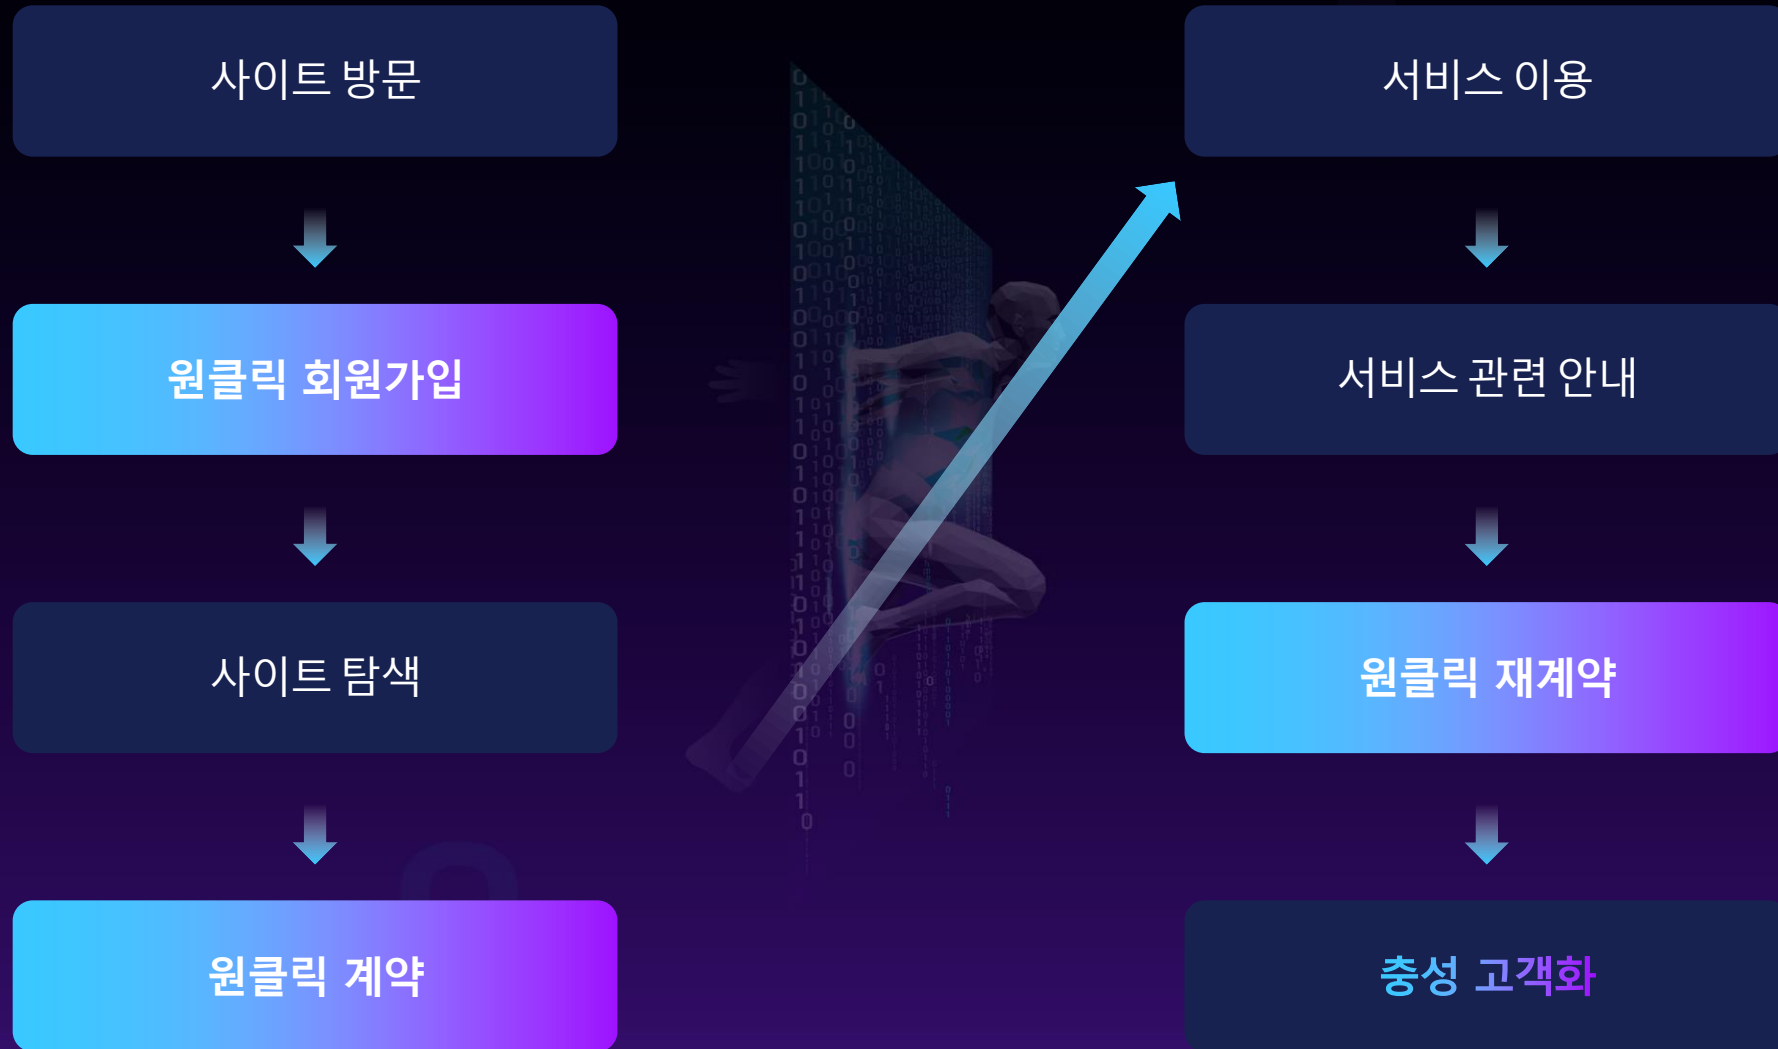 사이트 방문
원클릭 회원가입
사이트 탐색
원클릭 계약
서비스 이용
서비스 관련 안내
원클릭 재계약
충성 고객화